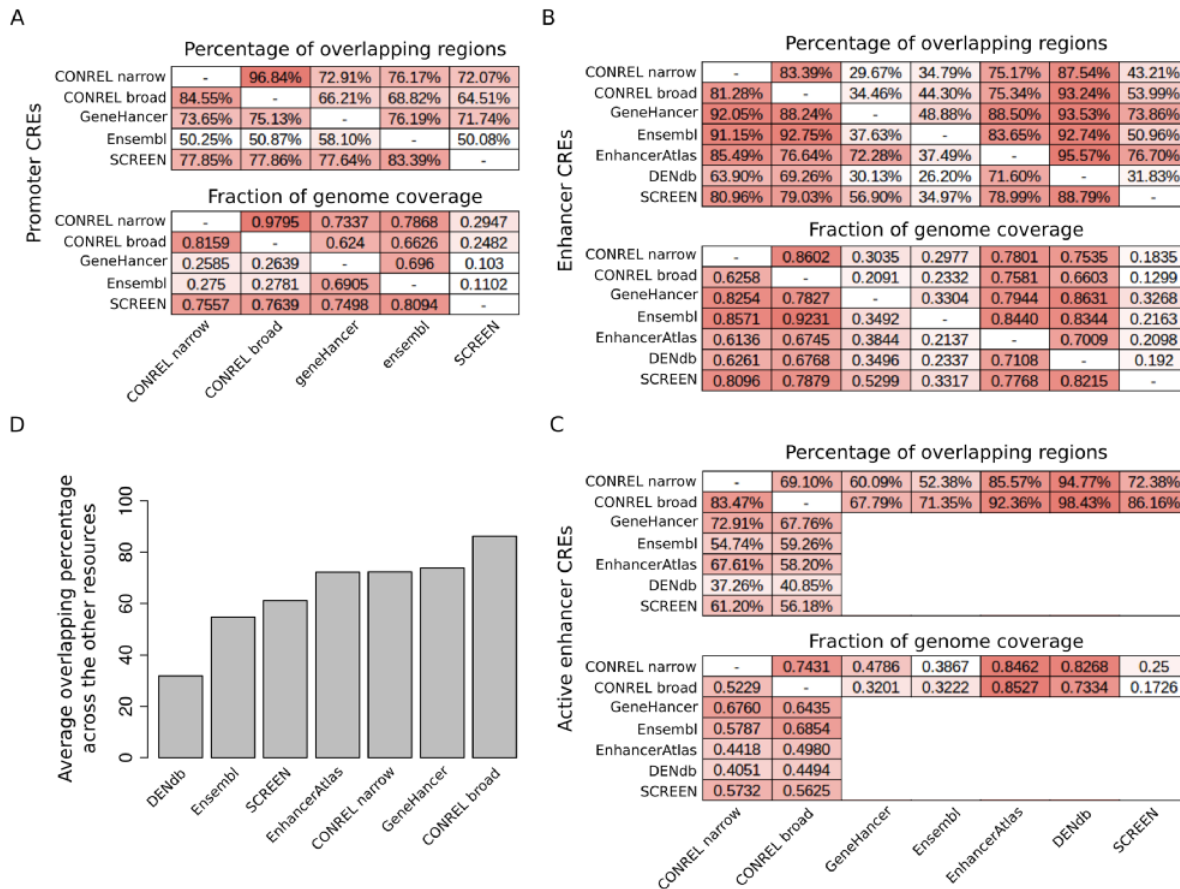 A
Percentage of overlapping regions
Promoter CREs
CONREL narrow - 96.84% 72.91% 76.17% 72.07%
CONREL broad 84.55% - 66.21% 68.82% 64.51%
GeneHancer 73.65% 75.13% - 76.19% 71.74%
Ensembl 50.25% 50.87% 58.10% - 50.08%
SCREEN 77.85% 77.86% 77.64% 83.39% -
Fraction of genome coverage
CONREL narrow - 0.9795 0.7337 0.7868 0.2947
CONREL broad 0.8159 - 0.624 0.6626 0.2482
GeneHancer 0.2585 0.2639 - 0.696 0.103
Ensembl 0.275 0.2781 0.6905 - 0.1102
SCREEN 0.7557 0.7639 0.7498 0.8094 -
CONREL narrow CONREL broad geneHancer ensembl SCREEN
B
Percentage of overlapping regions
Enhancer CREs
CONREL narrow - 83.39% 29.67% 34.79% 75.17% 87.54% 43.21%
CONREL broad 81.28% - 34.46% 44.30% 75.34% 93.24% 53.99%
GeneHancer 92.05% 88.24% - 48.88% 88.50% 93.53% 73.86%
Ensembl 91.15% 92.75% 37.63% - 83.65% 92.74% 50.96%
EnhancerAtlas 85.49% 76.64% 72.28% 37.49% - 95.57% 76.70%
DENdb 63.90% 69.26% 30.13% 26.20% 71.60% - 31.83%
SCREEN 80.96% 79.03% 56.90% 34.97% 78.99% 88.79% -
Fraction of genome coverage
CONREL narrow - 0.8602 0.3035 0.2977 0.7801 0.7535 0.1835
CONREL broad 0.6258 - 0.2091 0.2332 0.7581 0.6603 0.1299
GeneHancer 0.8254 0.7827 - 0.3304 0.7944 0.8631 0.3268
Ensembl 0.8571 0.9231 0.3492 - 0.8440 0.8344 0.2163
EnhancerAtlas 0.6136 0.6745 0.3844 0.2137 - 0.7009 0.2098
DENdb 0.6261 0.6768 0.3496 0.2337 0.7108 - 0.192
SCREEN 0.8096 0.7879 0.5299 0.3317 0.7768 0.8215 -
D
Average overlapping percentage
across the other resources
100
80
60
40
20
0
DENdb Ensembl SCREEN EnhancerAtlas CONREL narrow GeneHancer CONREL broad
C
Percentage of overlapping regions
Active enhancer CREs
CONREL narrow - 69.10% 60.09% 52.38% 85.57% 94.77% 72.38%
CONREL broad 83.47% - 67.79% 71.35% 92.36% 98.43% 86.16%
GeneHancer 72.91% 67.76%
Ensembl 54.74% 59.26%
EnhancerAtlas 67.61% 58.20%
DENdb 37.26% 40.85%
SCREEN 61.20% 56.18%
Fraction of genome coverage
CONREL narrow - 0.7431 0.4786 0.3867 0.8462 0.8268 0.25
CONREL broad 0.5229 - 0.3201 0.3222 0.8527 0.7334 0.1726
GeneHancer 0.6760 0.6435
Ensembl 0.5787 0.6854
EnhancerAtlas 0.4418 0.4980
DENdb 0.4051 0.4494
SCREEN 0.5732 0.5625
CONREL narrow CONREL broad GeneHancer Ensembl EnhancerAtlas DENdb SCREEN